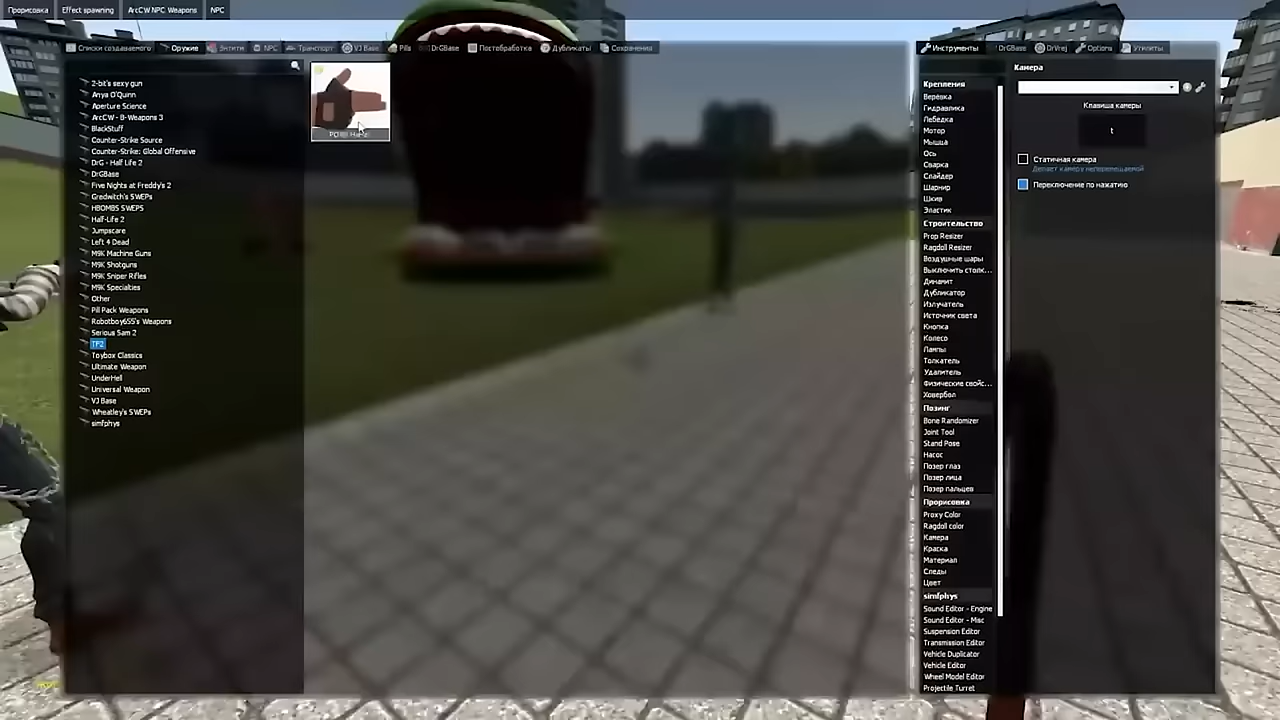 Прорисовка
Effect spawning
ArcCW NPC Weapons
NPC
Списки создаваемого
Оружие
Энтити
NPC
Транспорт
VJ Base
Pills
DrGBase
Постобработка
Дубликаты
Сохранения
2-bit's sexy gun
Anya O'Quinn
Aperture Science
ArcCW - B-Weapons 3
BlackStuff
Counter-Strike Source
Counter-Strike: Global Offensive
DrG - Half Life 2
DrGBase
Five Nights at Freddy's 2
Gredwitch's SWEPs
HBOMBS SWEPS
Half-Life 2
Jumpscare
Left 4 Dead
M9K Machine Guns
M9K Shotguns
M9K Sniper Rifles
M9K Specialties
Other
Pill Pack Weapons
Robotboy655's Weapons
Serious Sam 2
TF2
Toybox Classics
Ultimate Weapon
UnderHell
Universal Weapon
VJ Base
Wheatley's SWEPs
simfphys
Инструменты
DrGBase
DrVrej
Options
Утилиты
Крепления
Верёвка
Гидравлика
Лебедка
Мотор
Мышца
Ось
Сварка
Слайдер
Шарнир
Шкив
Эластик
Строительство
Prop Resizer
Ragdoll Resizer
Воздушные шары
Выключить столк...
Динамит
Дубликатор
Излучатель
Источник света
Кнопка
Колесо
Лампы
Толкатель
Удалитель
Физические свойс...
Ховербол
Позинг
Bone Randomizer
Joint Tool
Stand Pose
Насос
Позер глаз
Позер лица
Позер пальцев
Прорисовка
Proxy Color
Ragdoll color
Камера
Краска
Материал
Следы
Цвет
simfphys
Sound Editor - Engine
Sound Editor - Misc
Suspension Editor
Transmission Editor
Vehicle Duplicator
Vehicle Editor
Wheel Model Editor
Projectile Turret
Камера
Клавиша камеры
t
Статичная камера
Делает камеру неперемещаемой
Переключение по нажатию